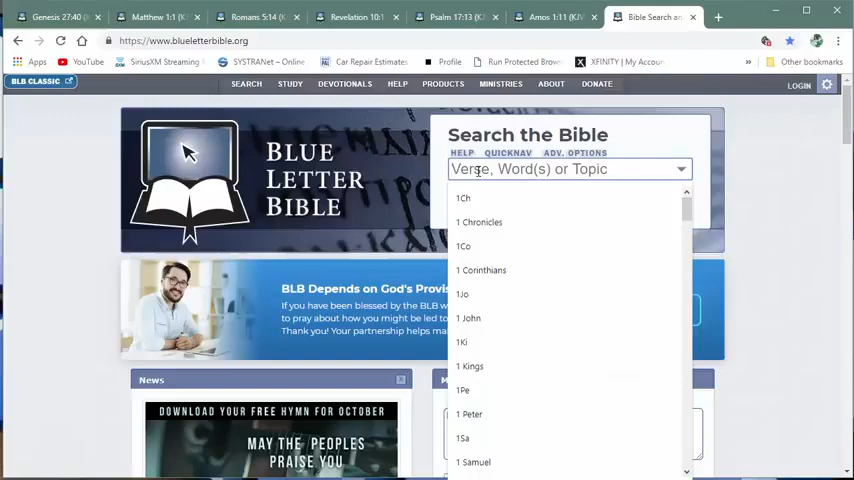 Genesis 27:40 (
Matthew 1:1 (
Romans 5:14 (
Revelation 10:1
Psalm 17:13 (K
Amos 1:11 (KJV
Bible Search an
https://www.blueletterbible.org
Apps
YouTube
SiriusXM Streaming
SYSTRANet – Online
Car Repair Estimates
Profile
Run Protected Brow
XFINITY | My Accou
Other bookmarks
BLB CLASSIC
SEARCH
STUDY
DEVOTIONALS
HELP
PRODUCTS
MINISTRIES
ABOUT
DONATE
LOGIN
BLUE
LETTER
BIBLE
Search the Bible
HELP
QUICKNAV
ADV. OPTIONS
Verse, Word(s) or Topic
1Ch
1 Chronicles
1Co
1 Corinthians
1Jo
1 John
1Ki
1 Kings
1Pe
1 Peter
1Sa
1 Samuel
BLB Depends on God's Provis
If you have been blessed by the BLB w
to pray about how you might be led to
Thank you! Your partnership helps ma
News
M
DOWNLOAD YOUR FREE HYMN FOR OCTOBER
MAY THE PEOPLES
PRAISE YOU